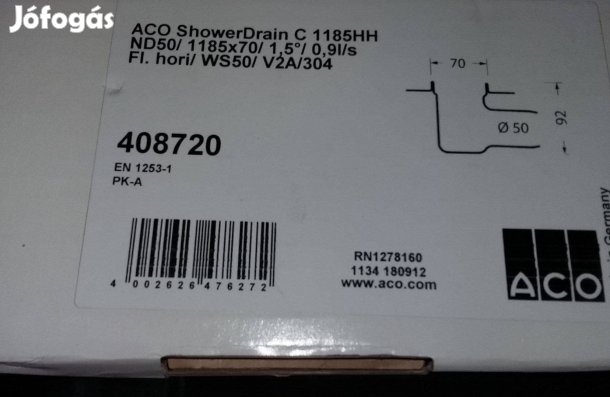 Jófogás
ACO ShowerDrain C 1185HH
ND50/ 1185x70/ 1,5°/ 0,9l/s
Fl. hori/ WS50/ V2A/304
70
92
Ø 50
408720
EN 1253-1
PK-A
4 002626 476272
RN1278160
1134 180912
www.aco.com
ACO
Germany